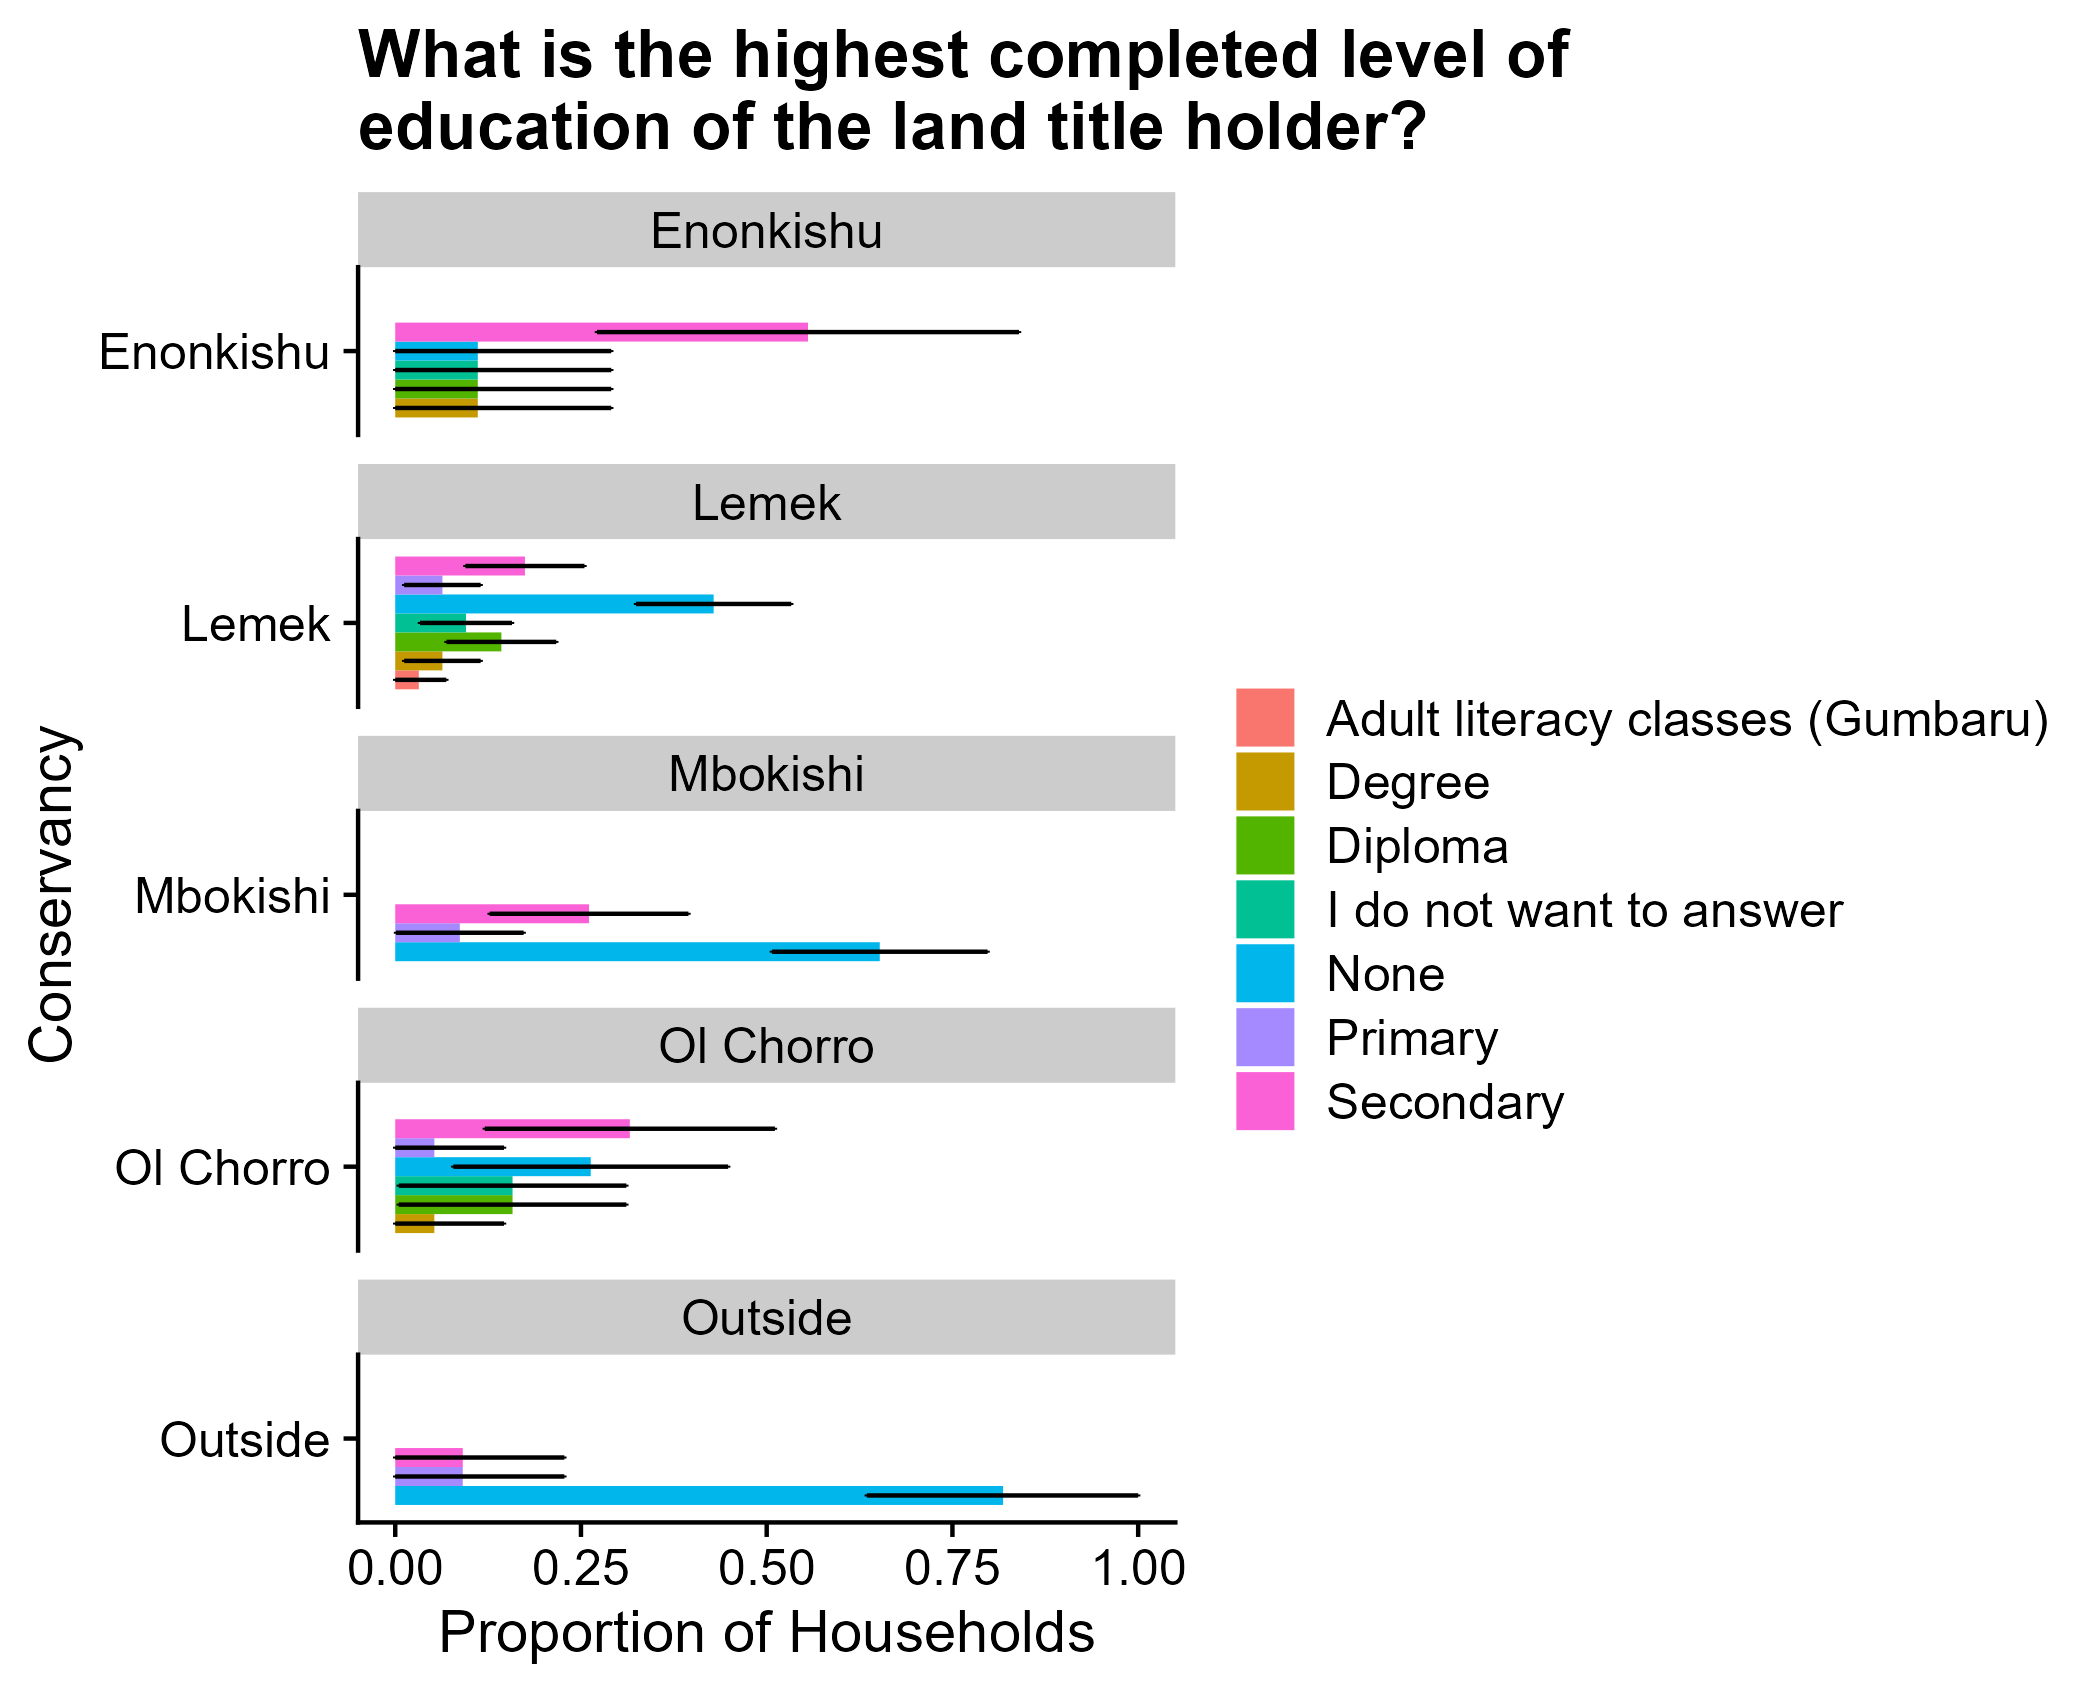 What is the highest completed level of
education of the land title holder?
Enonkishu
Enonkishu
Lemek
Lemek
Mbokishi
Mbokishi
Ol Chorro
Ol Chorro
Outside
Outside
0.00 0.25 0.50 0.75 1.00
Proportion of Households
Conservancy
Adult literacy classes (Gumbaru)
Degree
Diploma
I do not want to answer
None
Primary
Secondary